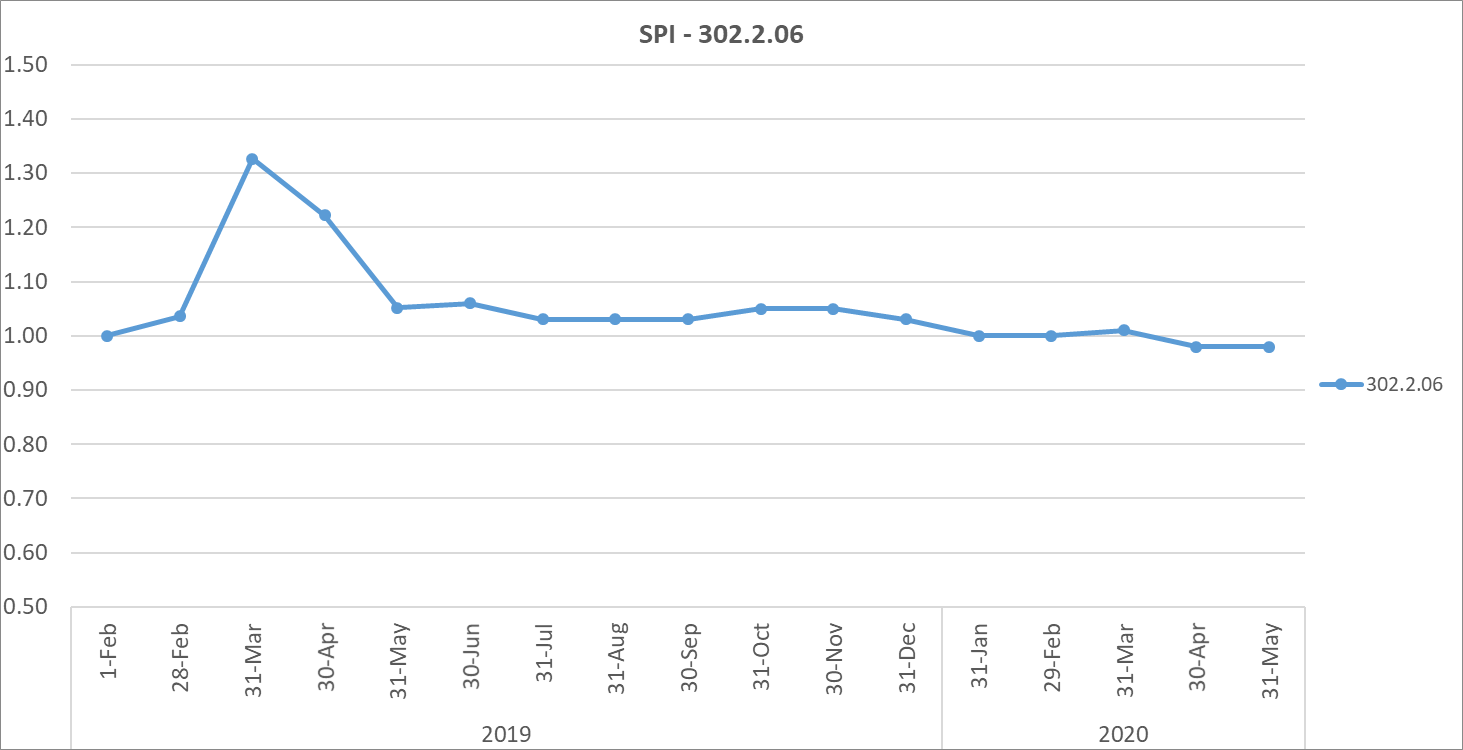 SPI - 302.2.06
1.50
1.40
1.30
1.20
1.10
1.00
0.90
0.80
0.70
0.60
0.50
302.2.06
1-Feb
28-Feb
31-Mar
30-Apr
31-May
30-Jun
31-Jul
31-Aug
30-Sep
31-Oct
30-Nov
31-Dec
31-Jan
29-Feb
31-Mar
30-Apr
31-May
2019
2020